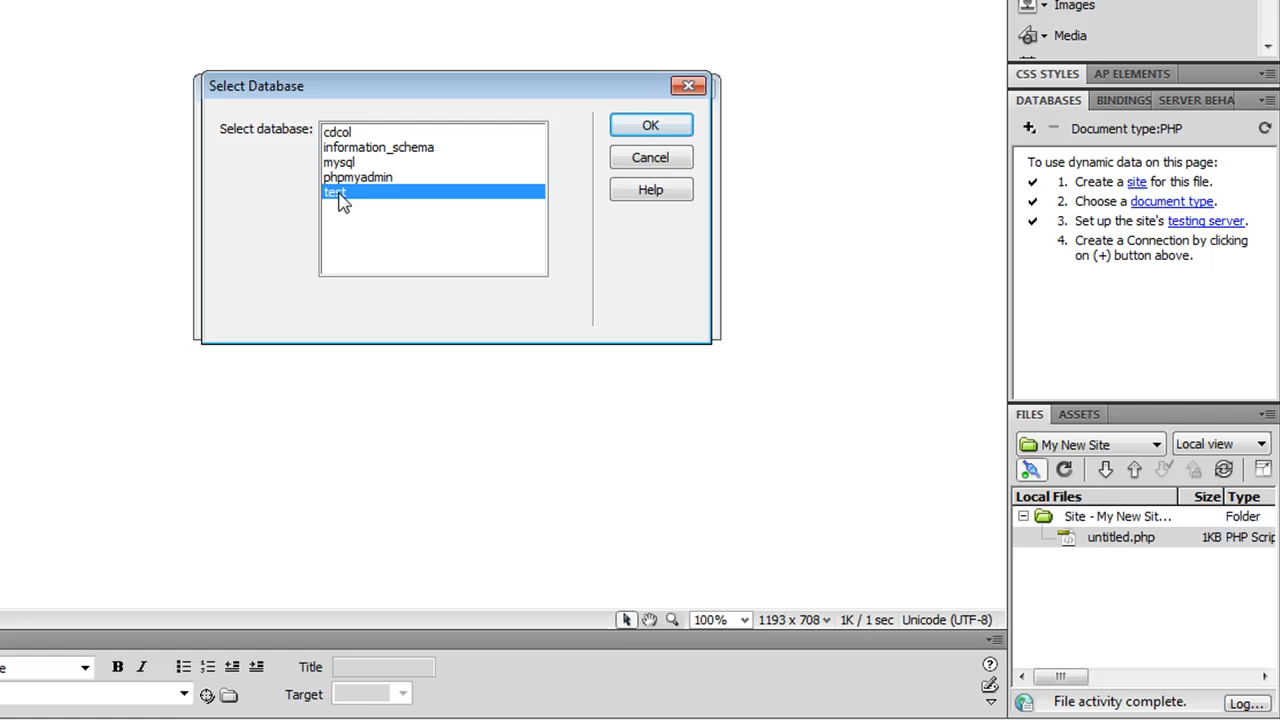 Images
Media
CSS STYLES
AP ELEMENTS
Select Database
Select database:
cdcol
information_schema
mysql
phpmyadmin
test
OK
Cancel
Help
DATABASES
BINDINGS
SERVER BEHA
Document type:PHP
To use dynamic data on this page:
1. Create a site for this file.
2. Choose a document type.
3. Set up the site's testing server.
4. Create a Connection by clicking
on (+) button above.
FILES
ASSETS
My New Site
Local view
Local Files
Size
Type
Site - My New Sit...
Folder
untitled.php
1KB PHP Scrip
100%
1193 x 708
1K / 1 sec
Unicode (UTF-8)
e
B
I
Title
Target
File activity complete.
Log...